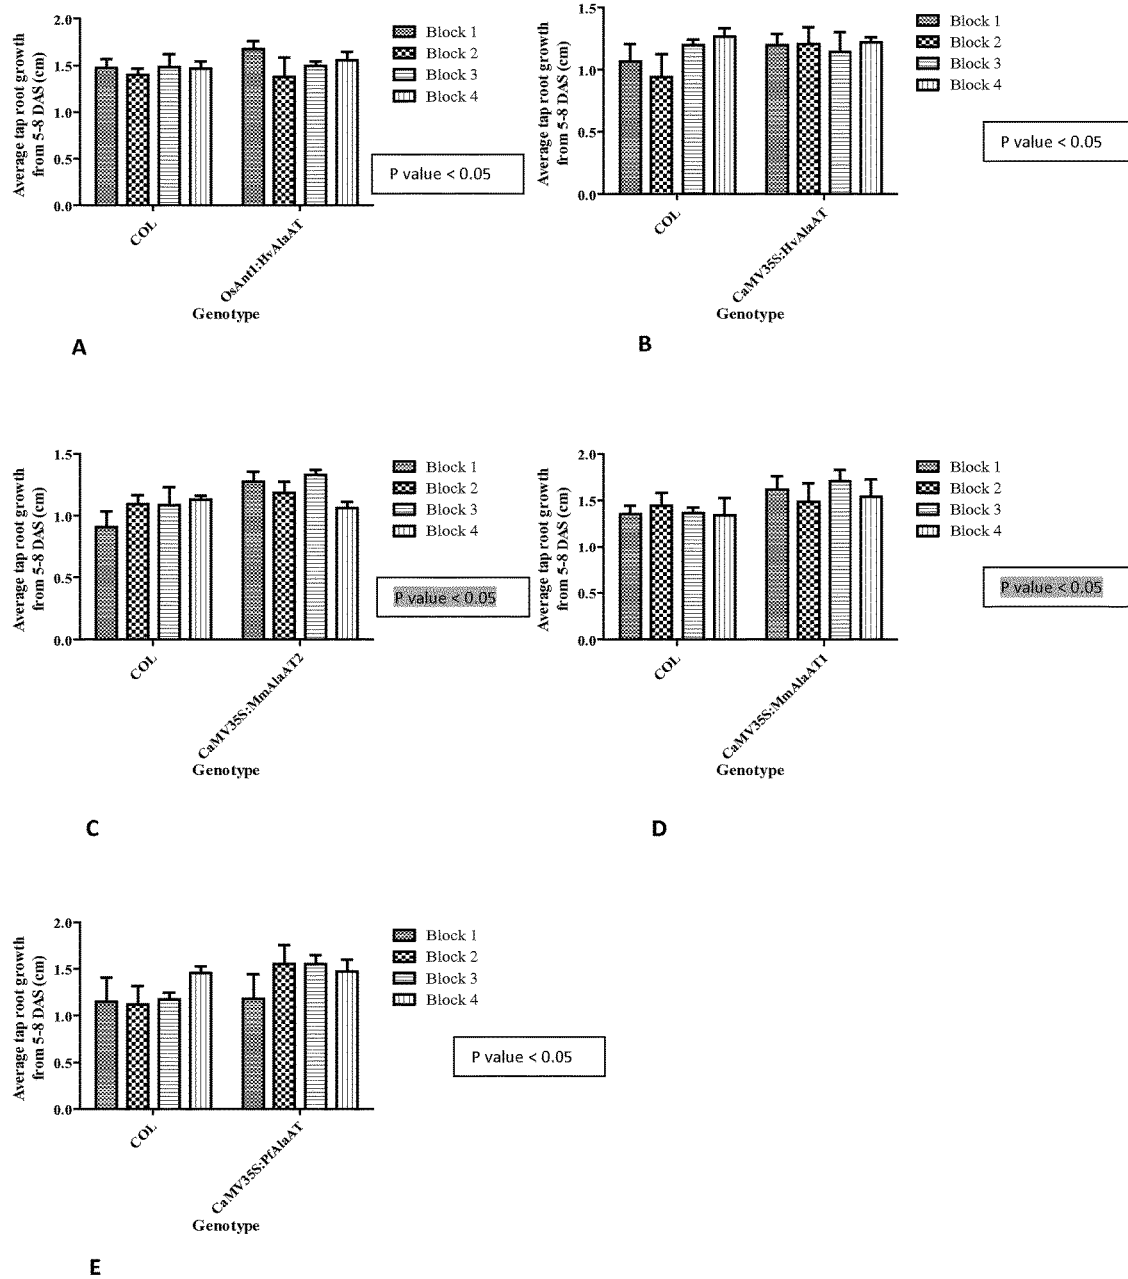 Average tap root growth
from 5-8 DAS (cm)
2.0
1.5
1.0
0.5
0.0
COL
OsAnt1:HvAlaAT
Genotype
Block 1
Block 2
Block 3
Block 4
P value < 0.05
A
Average tap root growth
from 5-8 DAS (cm)
1.5
1.0
0.5
0.0
COL
CaMV35S:HvAlaAT
Genotype
Block 1
Block 2
Block 3
Block 4
P value < 0.05
B
Average tap root growth
from 5-8 DAS (cm)
1.5
1.0
0.5
0.0
COL
CaMV35S:MmAlaAT2
Genotype
Block 1
Block 2
Block 3
Block 4
P value < 0.05
C
Average tap root growth
from 5-8 DAS (cm)
2.0
1.5
1.0
0.5
0.0
COL
CaMV35S:MmAlaAT1
Genotype
Block 1
Block 2
Block 3
Block 4
P value < 0.05
D
Average tap root growth
from 5-8 DAS (cm)
2.0
1.5
1.0
0.5
0.0
COL
CaMV35S:PfAlaAT
Genotype
Block 1
Block 2
Block 3
Block 4
P value < 0.05
E